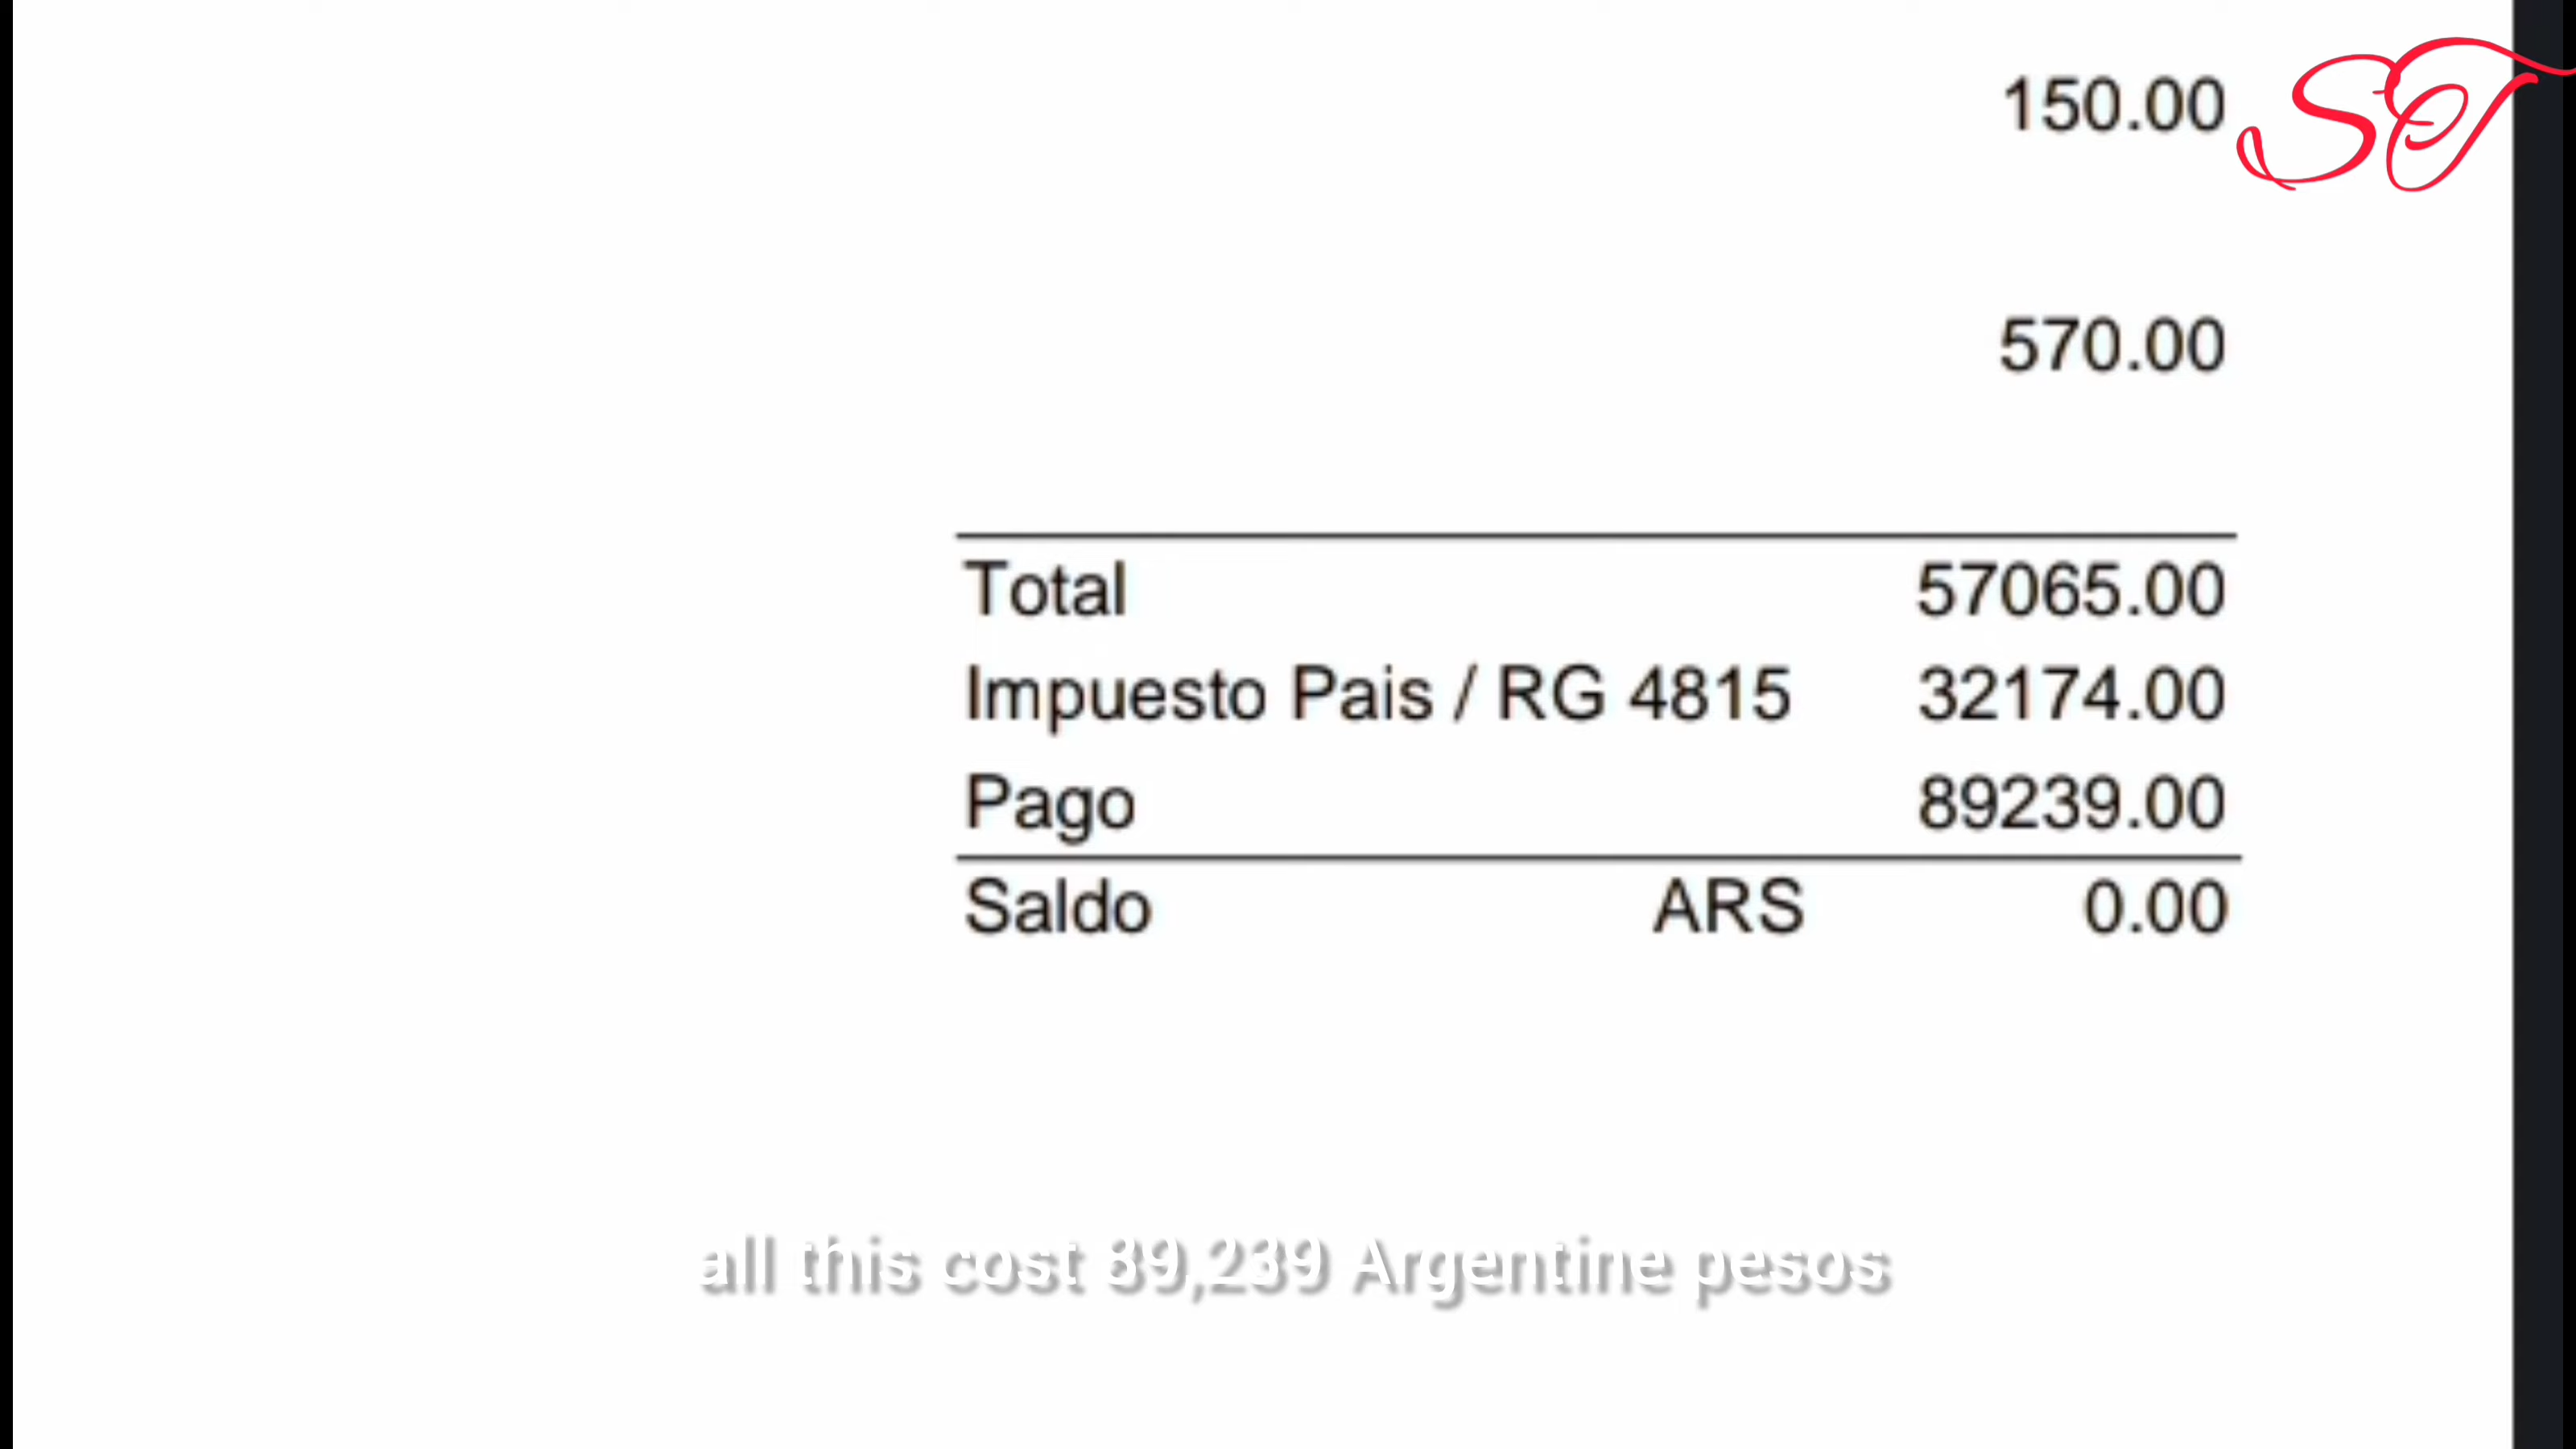 150.00
ST
570.00
Total 57065.00
Impuesto Pais / RG 4815 32174.00
Pago 89239.00
Saldo ARS 0.00
all this cost 89,239 Argentine pesos